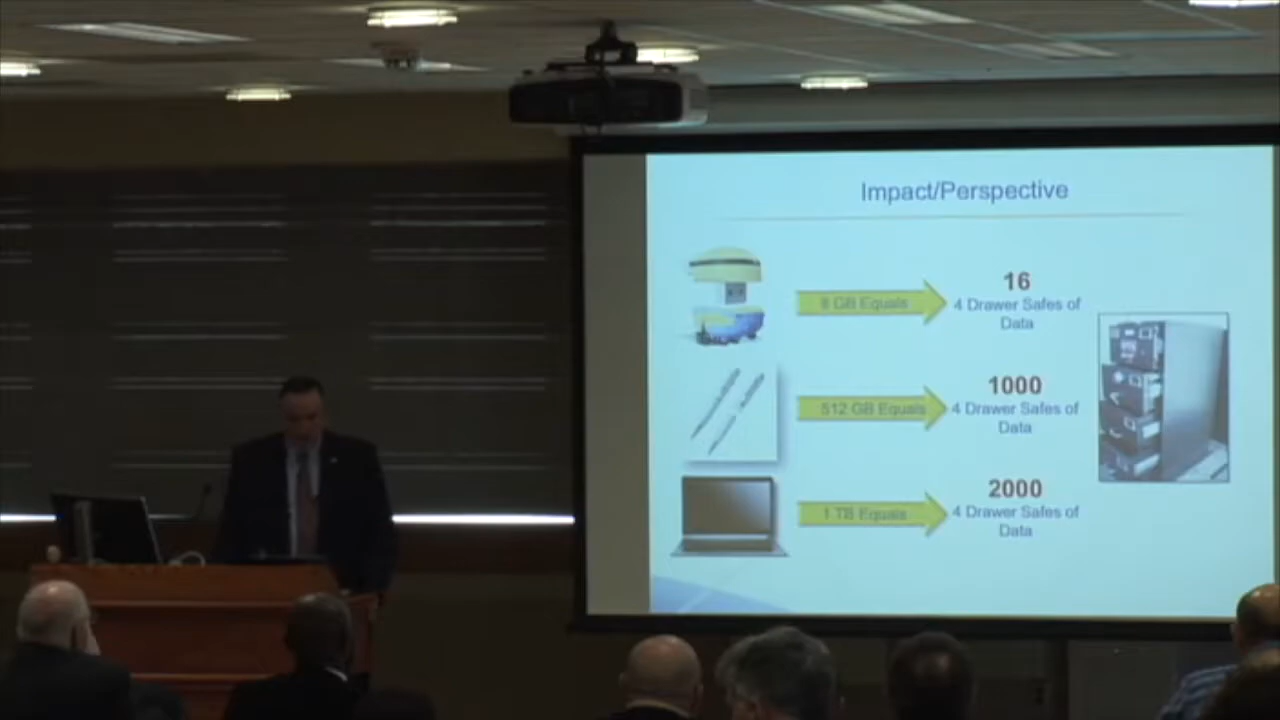 Impact/Perspective
8 GB Equals
16
4 Drawer Safes of
Data
512 GB Equals
1000
4 Drawer Safes of
Data
1 TB Equals
2000
4 Drawer Safes of
Data